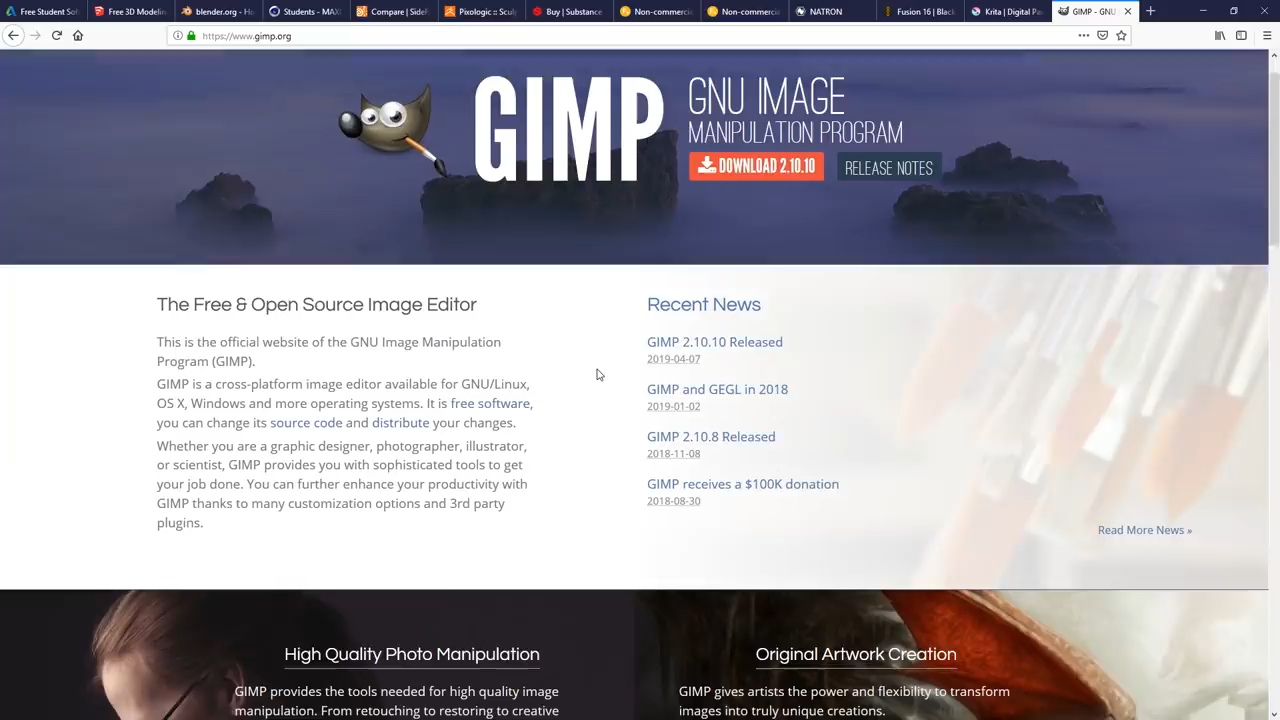 Free Student Soft
Free 3D Modelin
blender.org - Ho
Students - MAXO
Compare | SideF
Pixologic :: Sculp
Buy | Substance
Non-commercia
Non-commercia
NATRON
Fusion 16 | Black
Krita | Digital Pai
GIMP - GNU
https://www.gimp.org
GIMP
GNU IMAGE
MANIPULATION PROGRAM
DOWNLOAD 2.10.10
RELEASE NOTES
The Free & Open Source Image Editor
This is the official website of the GNU Image Manipulation
Program (GIMP).
GIMP is a cross-platform image editor available for GNU/Linux,
OS X, Windows and more operating systems. It is free software,
you can change its source code and distribute your changes.
Whether you are a graphic designer, photographer, illustrator,
or scientist, GIMP provides you with sophisticated tools to get
your job done. You can further enhance your productivity with
GIMP thanks to many customization options and 3rd party
plugins.
Recent News
GIMP 2.10.10 Released
2019-04-07
GIMP and GEGL in 2018
2019-01-02
GIMP 2.10.8 Released
2018-11-08
GIMP receives a $100K donation
2018-08-30
Read More News »
High Quality Photo Manipulation
GIMP provides the tools needed for high quality image
manipulation. From retouching to restoring to creative
Original Artwork Creation
GIMP gives artists the power and flexibility to transform
images into truly unique creations.